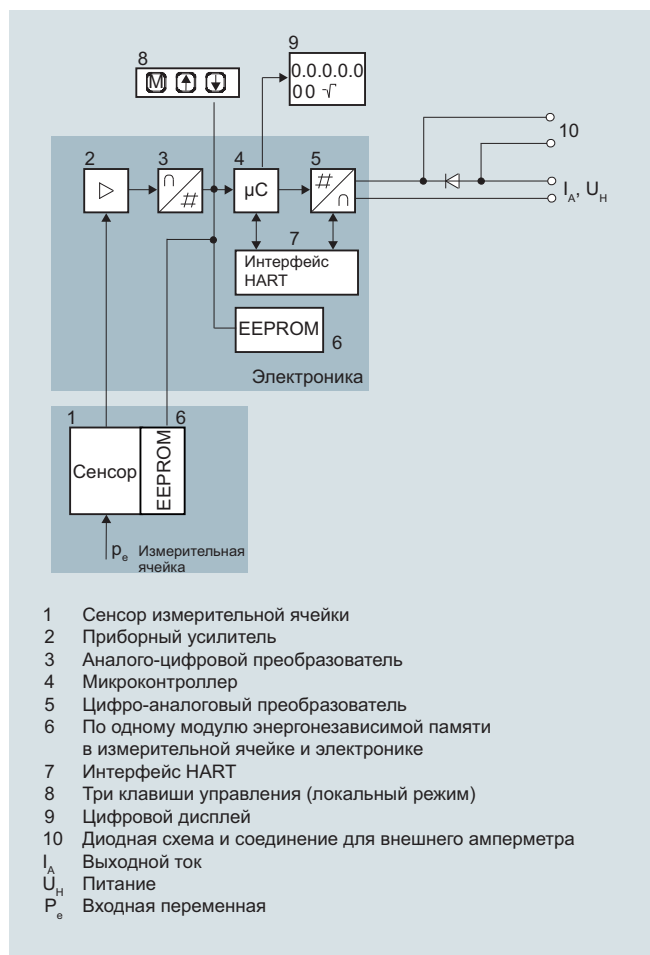 8
9
M
0.0.0.0.0
00 √
10
2
3
4
5
∩
#
µC
#
∩
I_A, U_H
7
Интерфейс
HART
EEPROM
6
Электроника
1
6
Сенсор
EEPROM
p_e Измерительная
ячейка
1 Сенсор измерительной ячейки
2 Приборный усилитель
3 Аналого-цифровой преобразователь
4 Микроконтроллер
5 Цифро-аналоговый преобразователь
6 По одному модулю энергонезависимой памяти
в измерительной ячейке и электронике
7 Интерфейс HART
8 Три клавиши управления (локальный режим)
9 Цифровой дисплей
10 Диодная схема и соединение для внешнего амперметра
I_A Выходной ток
U_H Питание
P_e Входная переменная